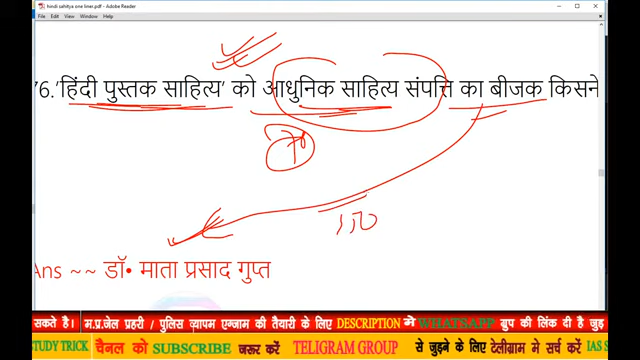 hindi sahitya one liner.pdf - Adobe Reader
File Edit View Window Help
76.'हिंदी पुस्तक साहित्य' को आधुनिक साहित्य संपत्ति का बीजक किसने
Ans ~~ डॉ• माता प्रसाद गुप्त
सकते है। म.प्र.जेल प्रहरी / पुलिस व्यापम एग्जाम की तैयारी के लिए DESCRIPTION मे WHATSAPP ग्रुप की लिंक दी है जुड़
STUDY TRICK चैनल को SUBSCRIBE जरूर करें TELIGRAM GROUP से जुड़ने के लिए टेलीग्राम मे सर्च करें IAS S